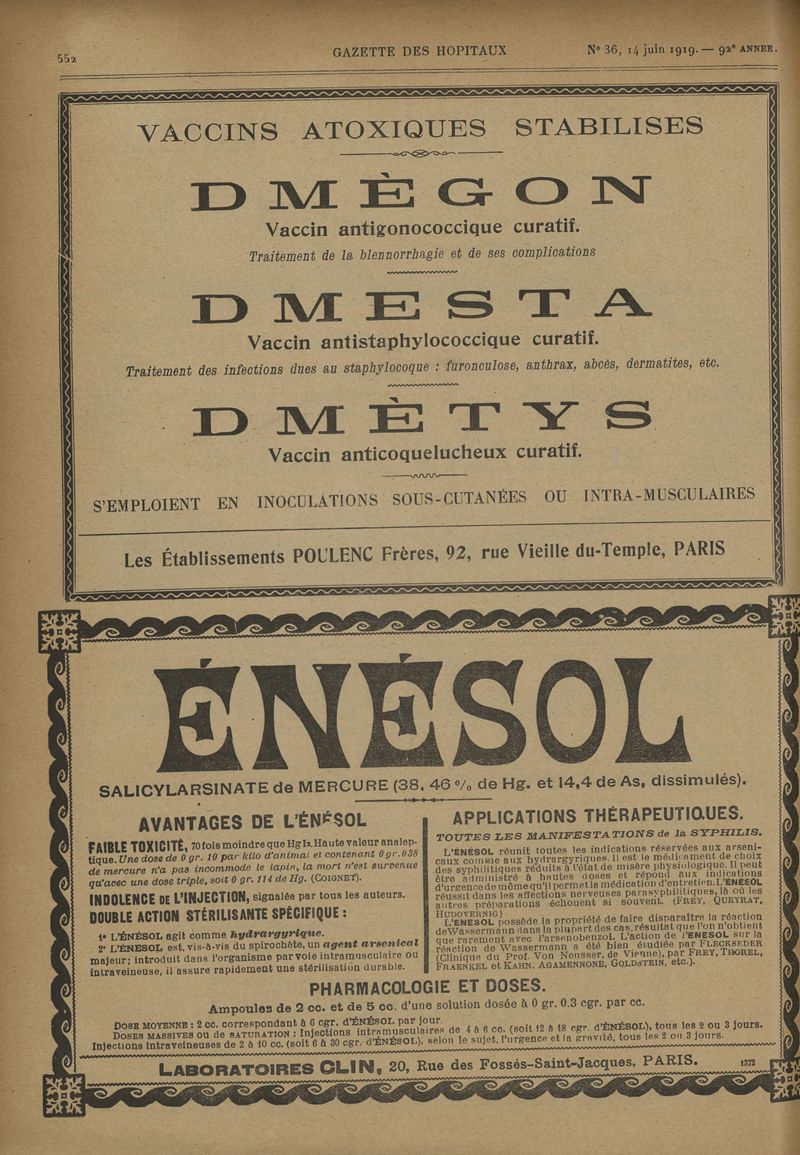 552
GAZETTE DES HOPITAUX
Nº 36, 14 juin 1919. — 92e ANNEE.
VACCINS ATOXIQUES STABILISES
DMÈGON
Vaccin antigonococcique curatif.
Traitement de la blennorrhagie et de ses complications
DMESTA
Vaccin antistaphylococcique curatif.
Traitement des infections dues au staphylocoque : furonculose, anthrax, abcès, dermatites, etc.
DMÈTYS
Vaccin anticoquelucheux curatif.
S'EMPLOIENT EN INOCULATIONS SOUS-CUTANÉES OU INTRA-MUSCULAIRES
Les Établissements POULENC Frères, 92, rue Vieille du-Temple, PARIS
ÉNÉSOL
SALICYLARSINATE de MERCURE (38, 46 % de Hg. et 14,4 de As, dissimulés).
AVANTAGES DE L'ÉNÉSOL
FAIBLE TOXICITÉ, 70 fois moindre que Hg Is. Haute valeur analep-
tique. Une dose de 0 gr. 10 par kilo d'animal et contenant 0 gr. 038
de mercure n'a pas incommodé le lapin, la mort n'est survenue
qu'avec une dose triple, soit 0 gr. 114 de Hg. (COIGNET).
INDOLENCE DE L'INJECTION, signalée par tous les auteurs.
DOUBLE ACTION STÉRILISANTE SPÉCIFIQUE :
1º L'ÉNÉSOL agit comme hydrargyrique.
2º L'ÉNÉSOL est, vis-à-vis du spirochète, un agent arsenical
majeur; introduit dans l'organisme par voie intramusculaire ou
intraveineuse, il assure rapidement une stérilisation durable.
APPLICATIONS THÉRAPEUTIQUES.
TOUTES LES MANIFESTATIONS de la SYPHILIS.
L'ÉNÉSOL réunit toutes les indications réservées aux arseni-
caux comme aux hydrargyriques. Il est le médicament de choix
des syphilitiques réduits à l'état de misère physiologique. Il peut
être administré à hautes doses et répond aux indications
d'urgence de même qu'il permet la médication d'entretien. L'ENESOL
réussit dans les affections nerveuses parasyphilitiques, là où les
autres préparations échouent si souvent. (FREY, QUEYRAT,
HUDOVERNIG)
L'ENESOL possède la propriété de faire disparaître la réaction
de Wassermann dans la plupart des cas, résultat que l'on n'obtient
que rarement avec l'arsenobenzol. L'action de l'ENESOL sur la
réaction de Wassermann a été bien étudiée par FLECKSEDER
(Clinique du Prof. Von Neusser, de Vienne), par FREY, THOREL,
FRAENKEL et KAHN, AGAMENNONE, GOLDSTEIN, etc.).
PHARMACOLOGIE ET DOSES.
Ampoules de 2 cc. et de 5 cc. d'une solution dosée à 0 gr. 0.3 cgr. par cc.
DOSE MOYENNE : 2 cc. correspondant à 6 cgr. d'ÉNÉSOL par jour.
DOSES MASSIVES ou de SATURATION : Injections intramusculaires de 4 à 6 cc. (soit 12 à 18 cgr. d'ÉNÉSOL), tous les 2 ou 3 jours.
Injections intraveineuses de 2 à 10 cc. (soit 6 à 30 cgr. d'ÉNÉSOL), selon le sujet, l'urgence et la gravité, tous les 2 ou 3 jours.
LABORATOIRES CLIN, 20, Rue des Fossés-Saint-Jacques, PARIS.
1372